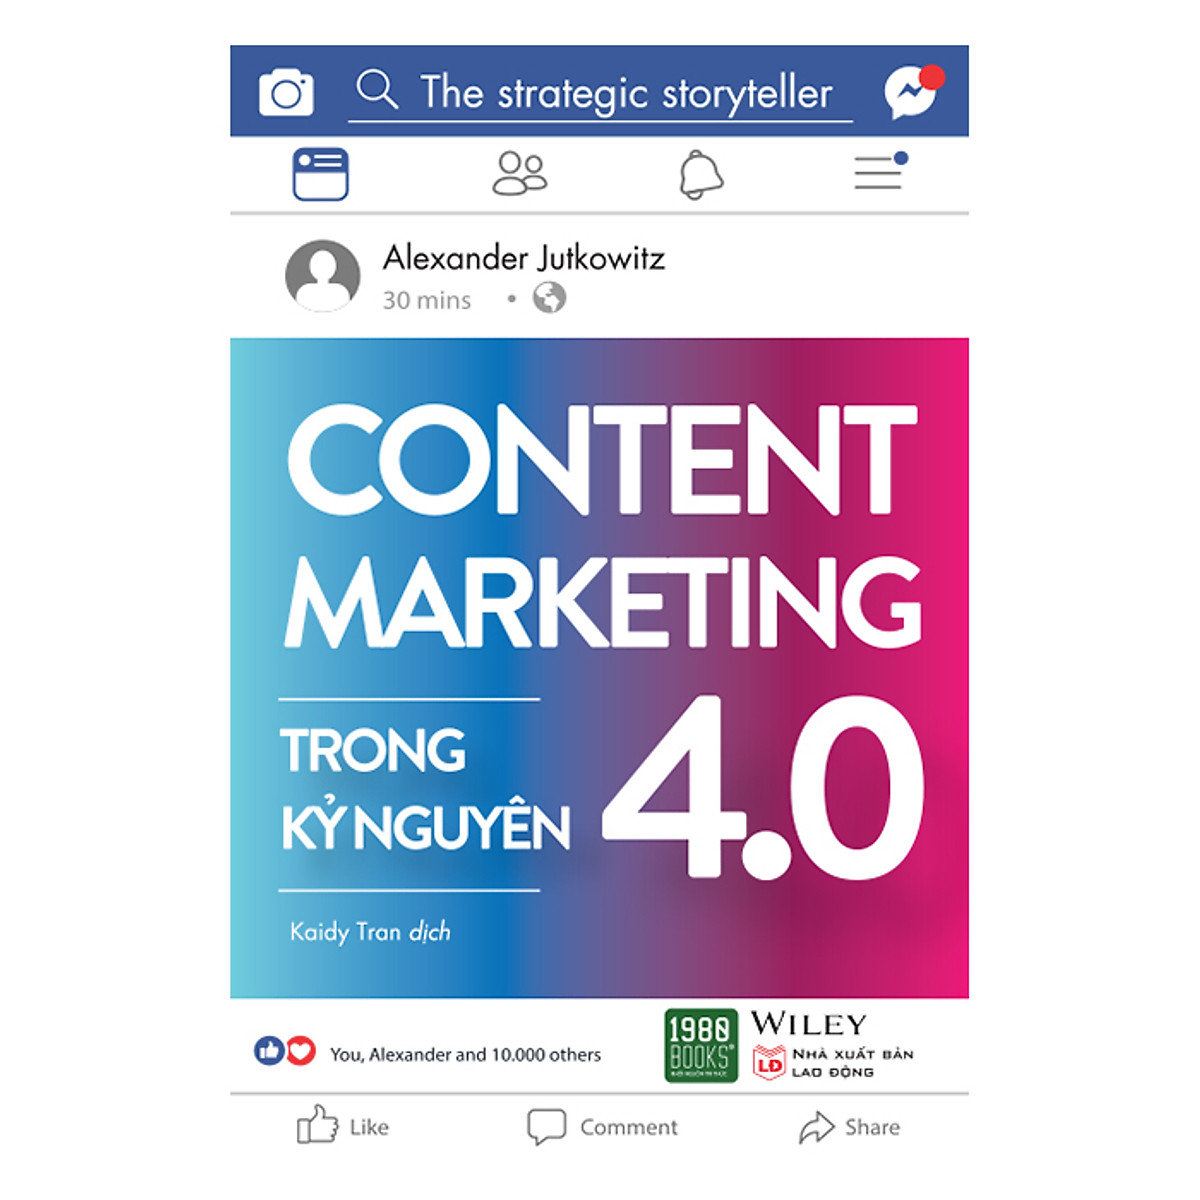 The strategic storyteller
Alexander Jutkowitz
30 mins
CONTENT
MARKETING
TRONG
KỶ NGUYÊN
4.0
Kaidy Tran dịch
You, Alexander and 10.000 others
1980
BOOKS
WILEY
LĐ
NHÀ XUẤT BẢN
LAO ĐỘNG
Like
Comment
Share